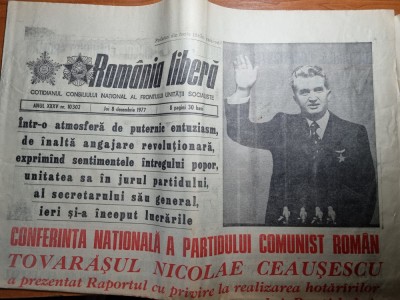 România liberă
COTIDIANUL CONSILIULUI NAȚIONAL AL FRONTULUI UNITĂȚII SOCIALISTE
ANUL XXXV nr. 10302
Joi 8 decembrie 1977
8 pagini 30 bani
Într-o atmosferă de puternic entuziasm,
de înaltă angajare revoluționară,
exprimînd sentimentele întregului popor,
unitatea sa în jurul partidului,
al secretarului său general,
ieri și-a început lucrările
CONFERINȚA NAȚIONALĂ A PARTIDULUI COMUNIST ROMÂN
TOVARĂȘUL NICOLAE CEAUȘESCU
a prezentat Raportul cu privire la realizarea hotărîrilor